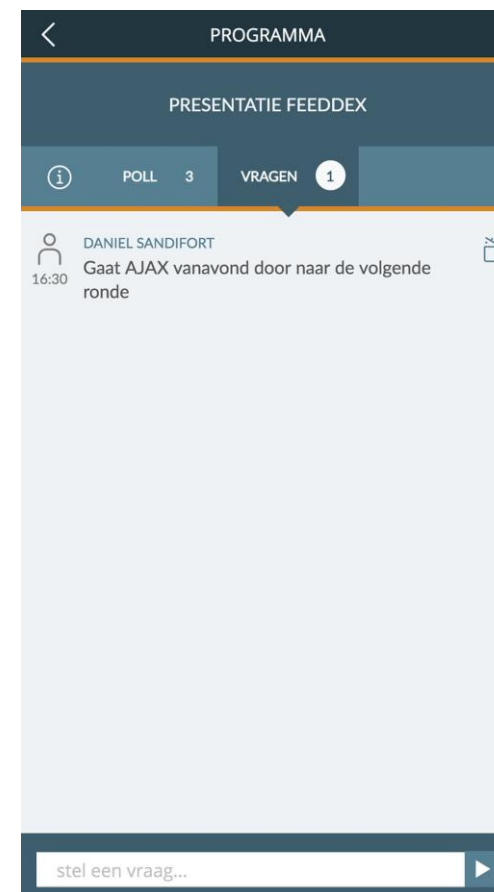 PROGRAMMA
PRESENTATIE FEEDDEX
POLL 3 VRAGEN 1
DANIEL SANDIFORT
16:30 Gaat AJAX vanavond door naar de volgende
ronde
stel een vraag...